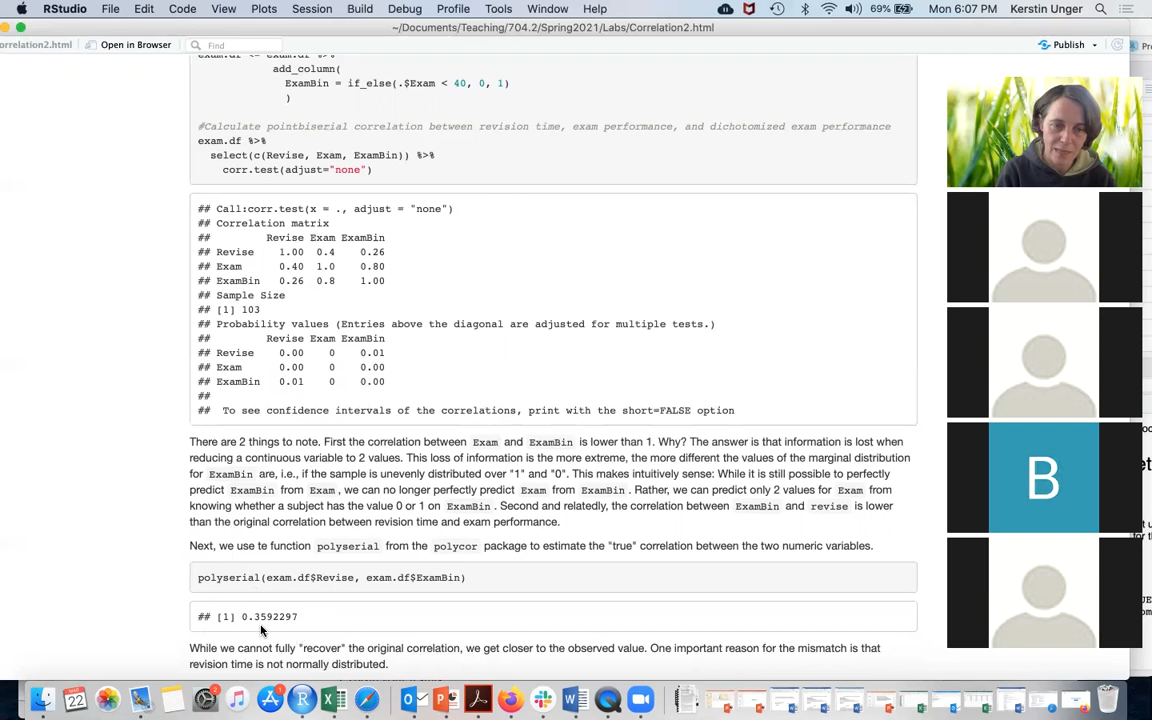 RStudio File Edit Code View Plots Session Build Debug Profile Tools Window Help 69% Mon 6:07 PM Kerstin Unger
~/Documents/Teaching/704.2/Spring2021/Labs/Correlation2.html
orrelation2.html Open in Browser Find Publish
add_column(
ExamBin = if_else(.$Exam < 40, 0, 1)
)
#Calculate pointbiserial correlation between revision time, exam performance, and dichotomized exam performance
exam.df %>%
select(c(Revise, Exam, ExamBin)) %>%
corr.test(adjust="none")
## Call:corr.test(x = ., adjust = "none")
## Correlation matrix
## Revise Exam ExamBin
## Revise 1.00 0.4 0.26
## Exam 0.40 1.0 0.80
## ExamBin 0.26 0.8 1.00
## Sample Size
## [1] 103
## Probability values (Entries above the diagonal are adjusted for multiple tests.)
## Revise Exam ExamBin
## Revise 0.00 0 0.01
## Exam 0.00 0 0.00
## ExamBin 0.01 0 0.00
##
## To see confidence intervals of the correlations, print with the short=FALSE option
There are 2 things to note. First the correlation between Exam and ExamBin is lower than 1. Why? The answer is that information is lost when
reducing a continuous variable to 2 values. This loss of information is the more extreme, the more different the values of the marginal distribution
for ExamBin are, i.e., if the sample is unevenly distributed over "1" and "0". This makes intuitively sense: While it is still possible to perfectly
predict ExamBin from Exam , we can no longer perfectly predict Exam from ExamBin . Rather, we can predict only 2 values for Exam from
knowing whether a subject has the value 0 or 1 on ExamBin . Second and relatedly, the correlation between ExamBin and revise is lower
than the original correlation between revision time and exam performance.
Next, we use te function polyserial from the polycor package to estimate the "true" correlation between the two numeric variables.
polyserial(exam.df$Revise, exam.df$ExamBin)
## [1] 0.3592297
While we cannot fully "recover" the original correlation, we get closer to the observed value. One important reason for the mismatch is that
revision time is not normally distributed.
B
22